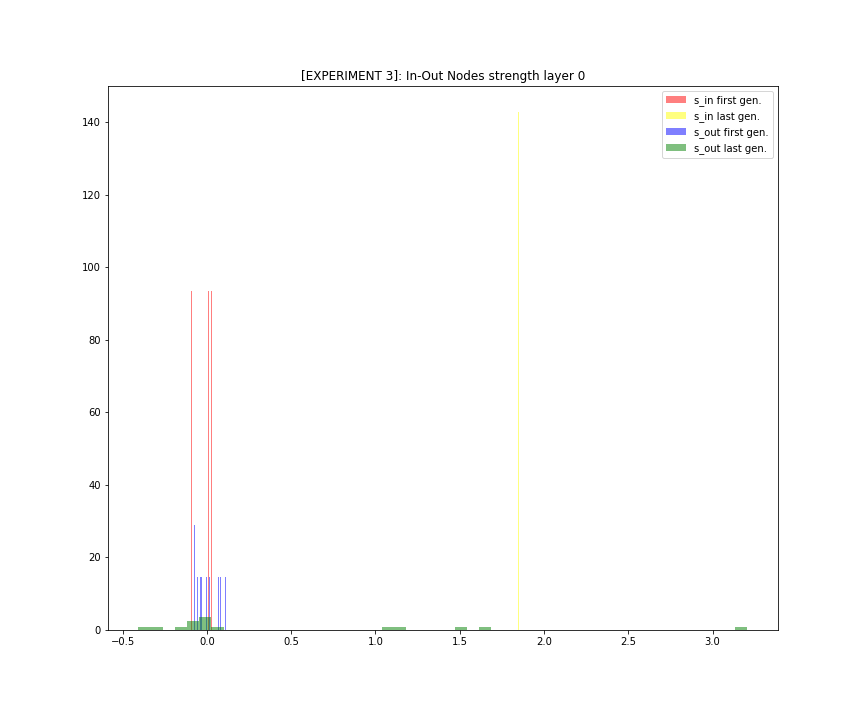 [EXPERIMENT 3]: In-Out Nodes strength layer 0
s_in first gen.
s_in last gen.
s_out first gen.
s_out last gen.
140
120
100
80
60
40
20
0
−0.5 0.0 0.5 1.0 1.5 2.0 2.5 3.0